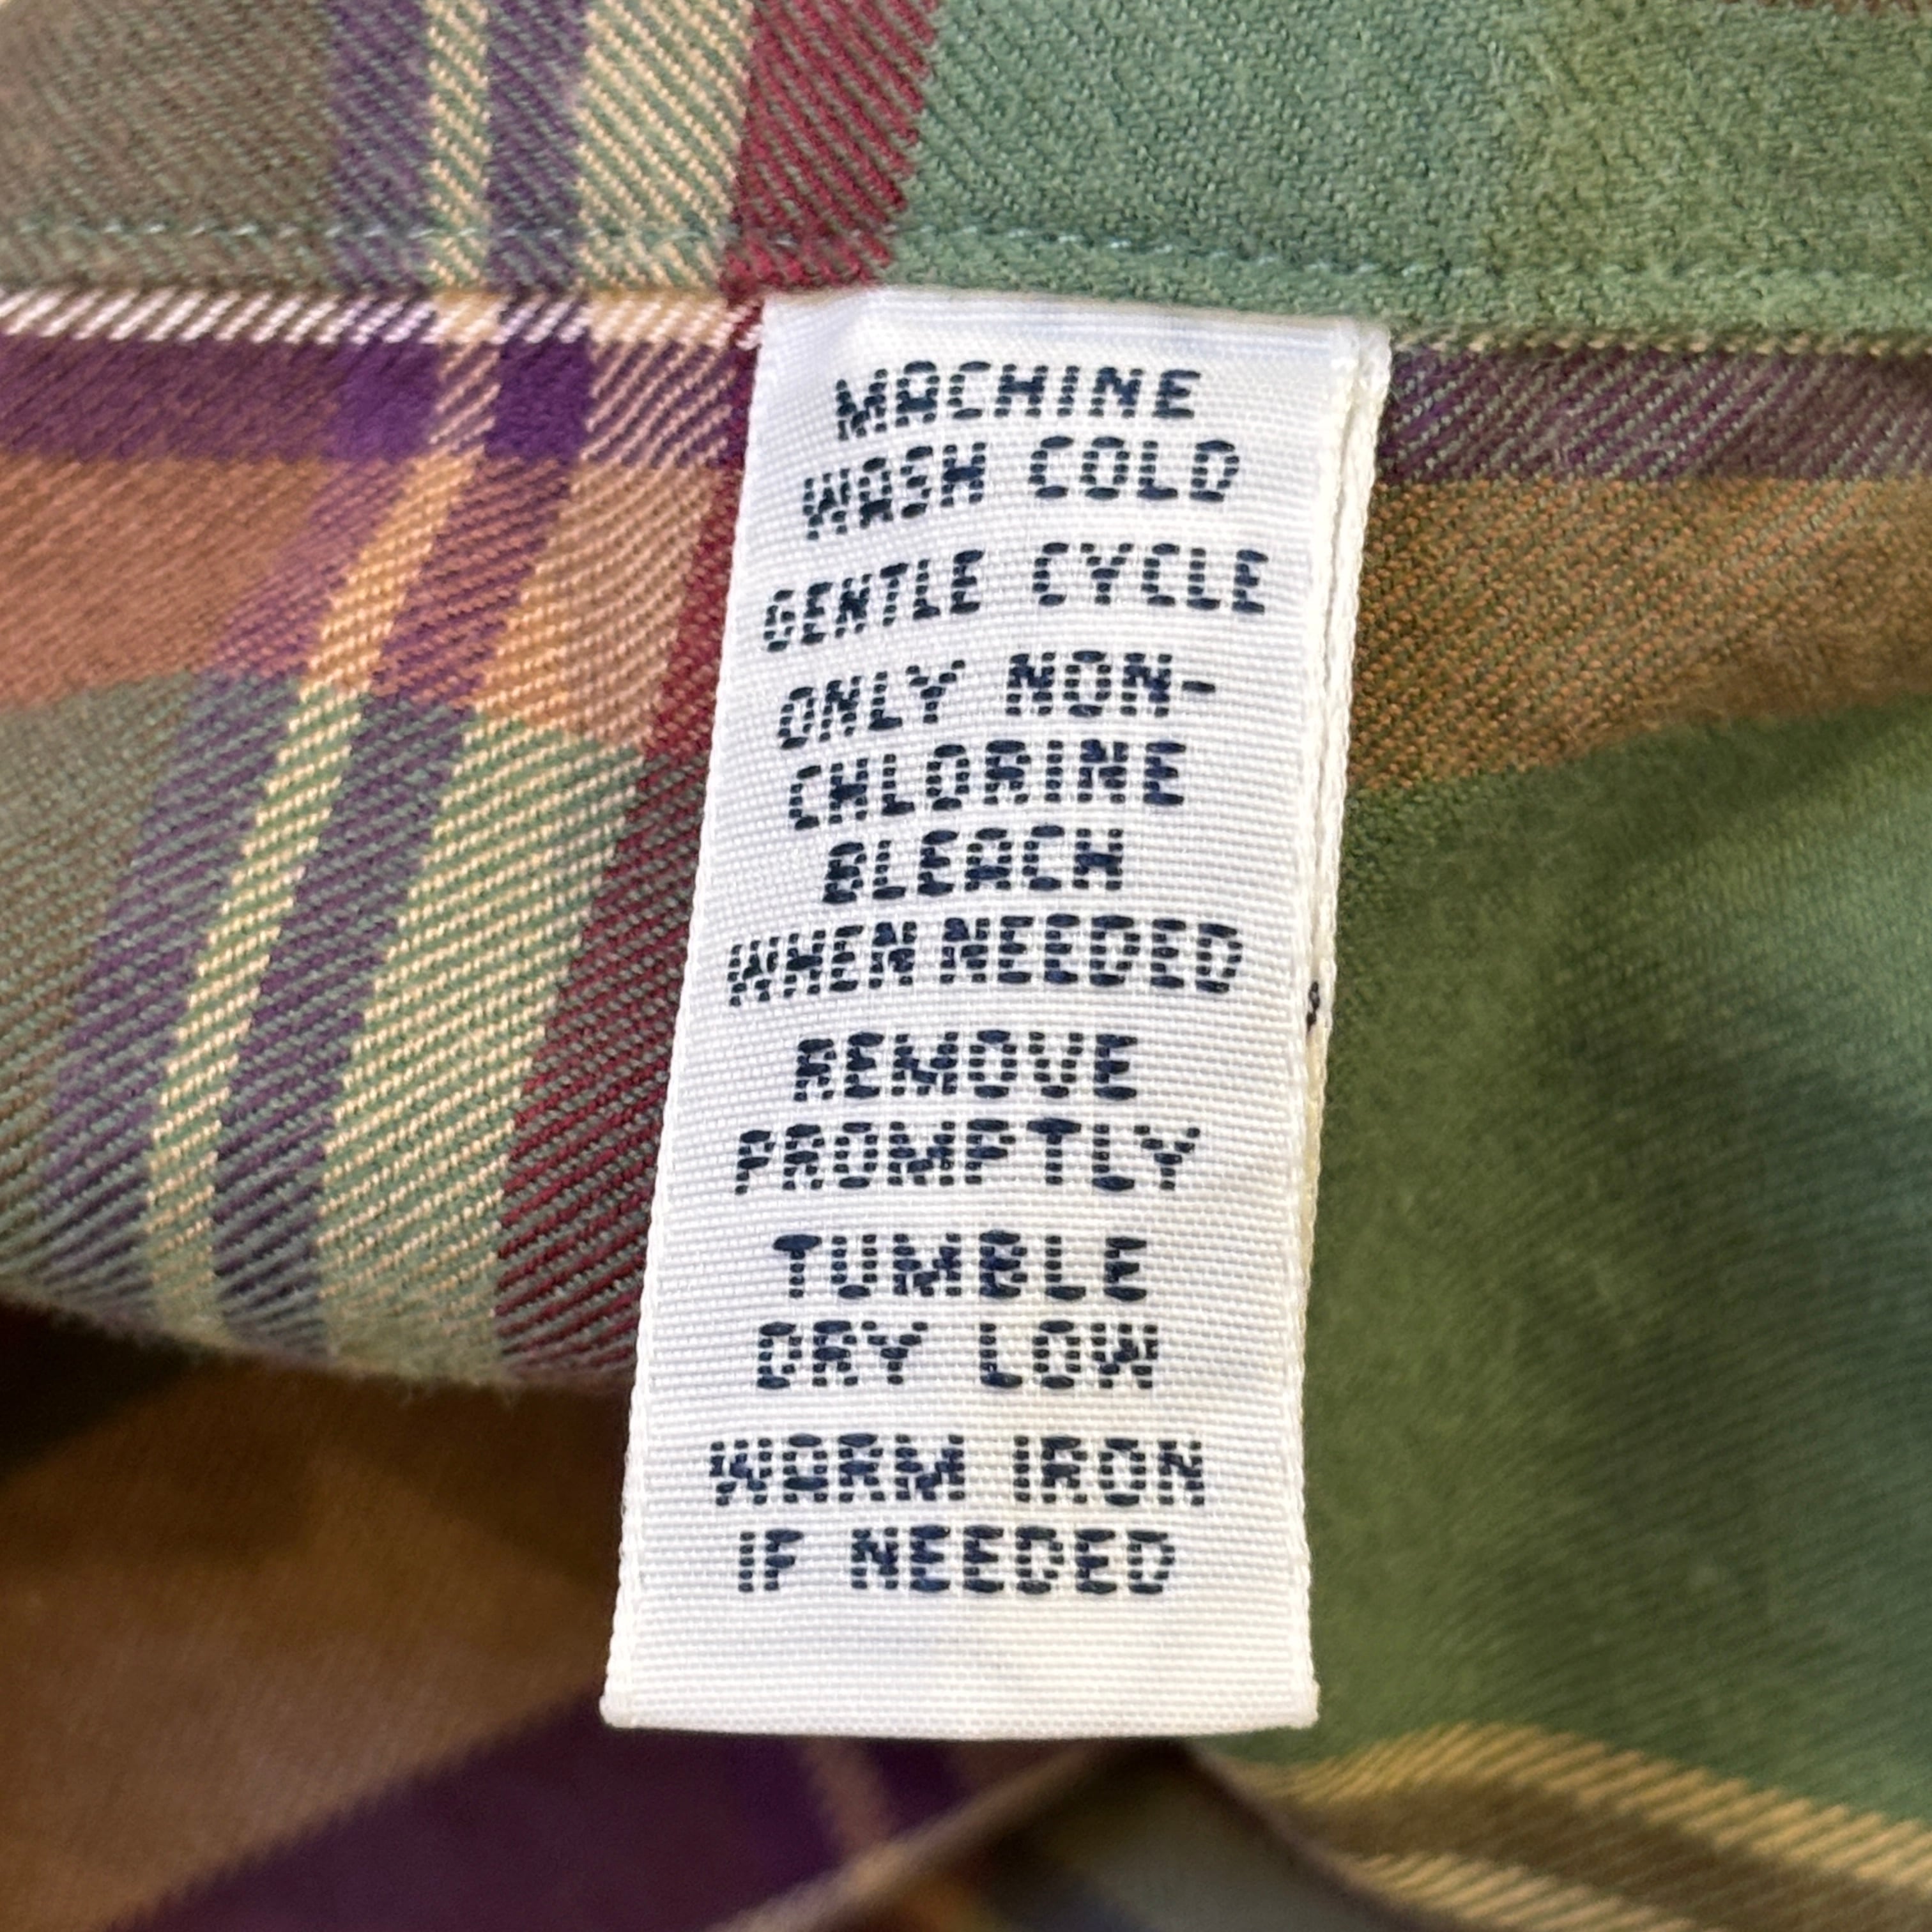 MACHINE
WASH COLD
GENTLE CYCLE
ONLY NON-
CHLORINE
BLEACH
WHEN NEEDED
REMOVE
PROMPTLY
TUMBLE
DRY LOW
WARM IRON
IF NEEDED